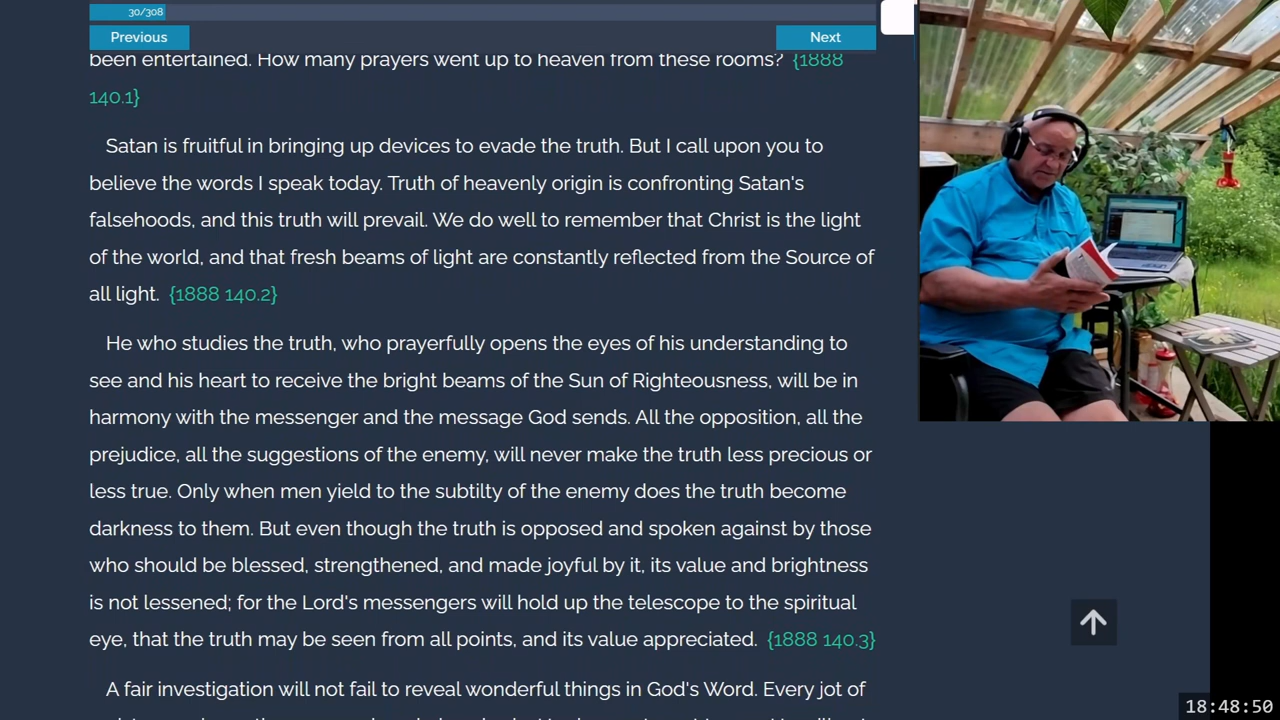 30/308
Previous
Next
been entertained. How many prayers went up to heaven from these rooms? {1888
140.1}
Satan is fruitful in bringing up devices to evade the truth. But I call upon you to
believe the words I speak today. Truth of heavenly origin is confronting Satan's
falsehoods, and this truth will prevail. We do well to remember that Christ is the light
of the world, and that fresh beams of light are constantly reflected from the Source of
all light. {1888 140.2}
He who studies the truth, who prayerfully opens the eyes of his understanding to
see and his heart to receive the bright beams of the Sun of Righteousness, will be in
harmony with the messenger and the message God sends. All the opposition, all the
prejudice, all the suggestions of the enemy, will never make the truth less precious or
less true. Only when men yield to the subtilty of the enemy does the truth become
darkness to them. But even though the truth is opposed and spoken against by those
who should be blessed, strengthened, and made joyful by it, its value and brightness
is not lessened; for the Lord's messengers will hold up the telescope to the spiritual
eye, that the truth may be seen from all points, and its value appreciated. {1888 140.3}
A fair investigation will not fail to reveal wonderful things in God's Word. Every jot of
18:48:50